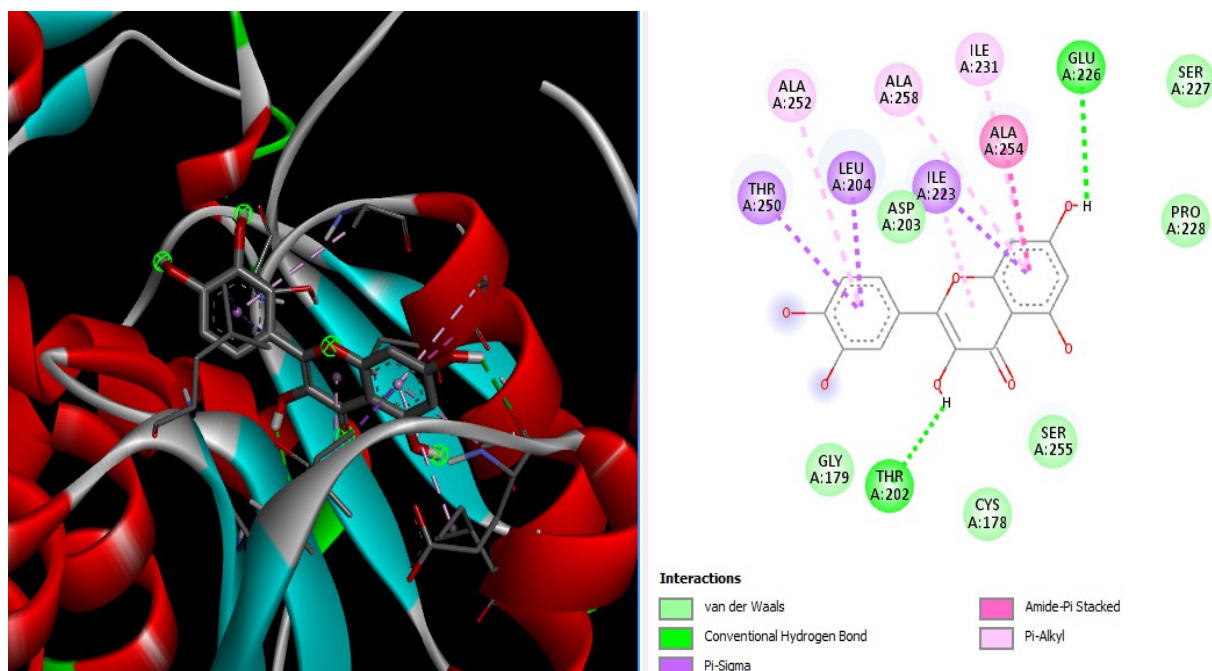 ILE
A:231
GLU
A:226
SER
A:227
ALA
A:252
ALA
A:258
ALA
A:254
THR
A:250
LEU
A:204
ILE
A:223
ASP
A:203
PRO
A:228
O
H
O
O
O
O
O
H
O
GLY
A:179
THR
A:202
SER
A:255
CYS
A:178
Interactions
van der Waals
Conventional Hydrogen Bond
Pi-Sigma
Amide-Pi Stacked
Pi-Alkyl